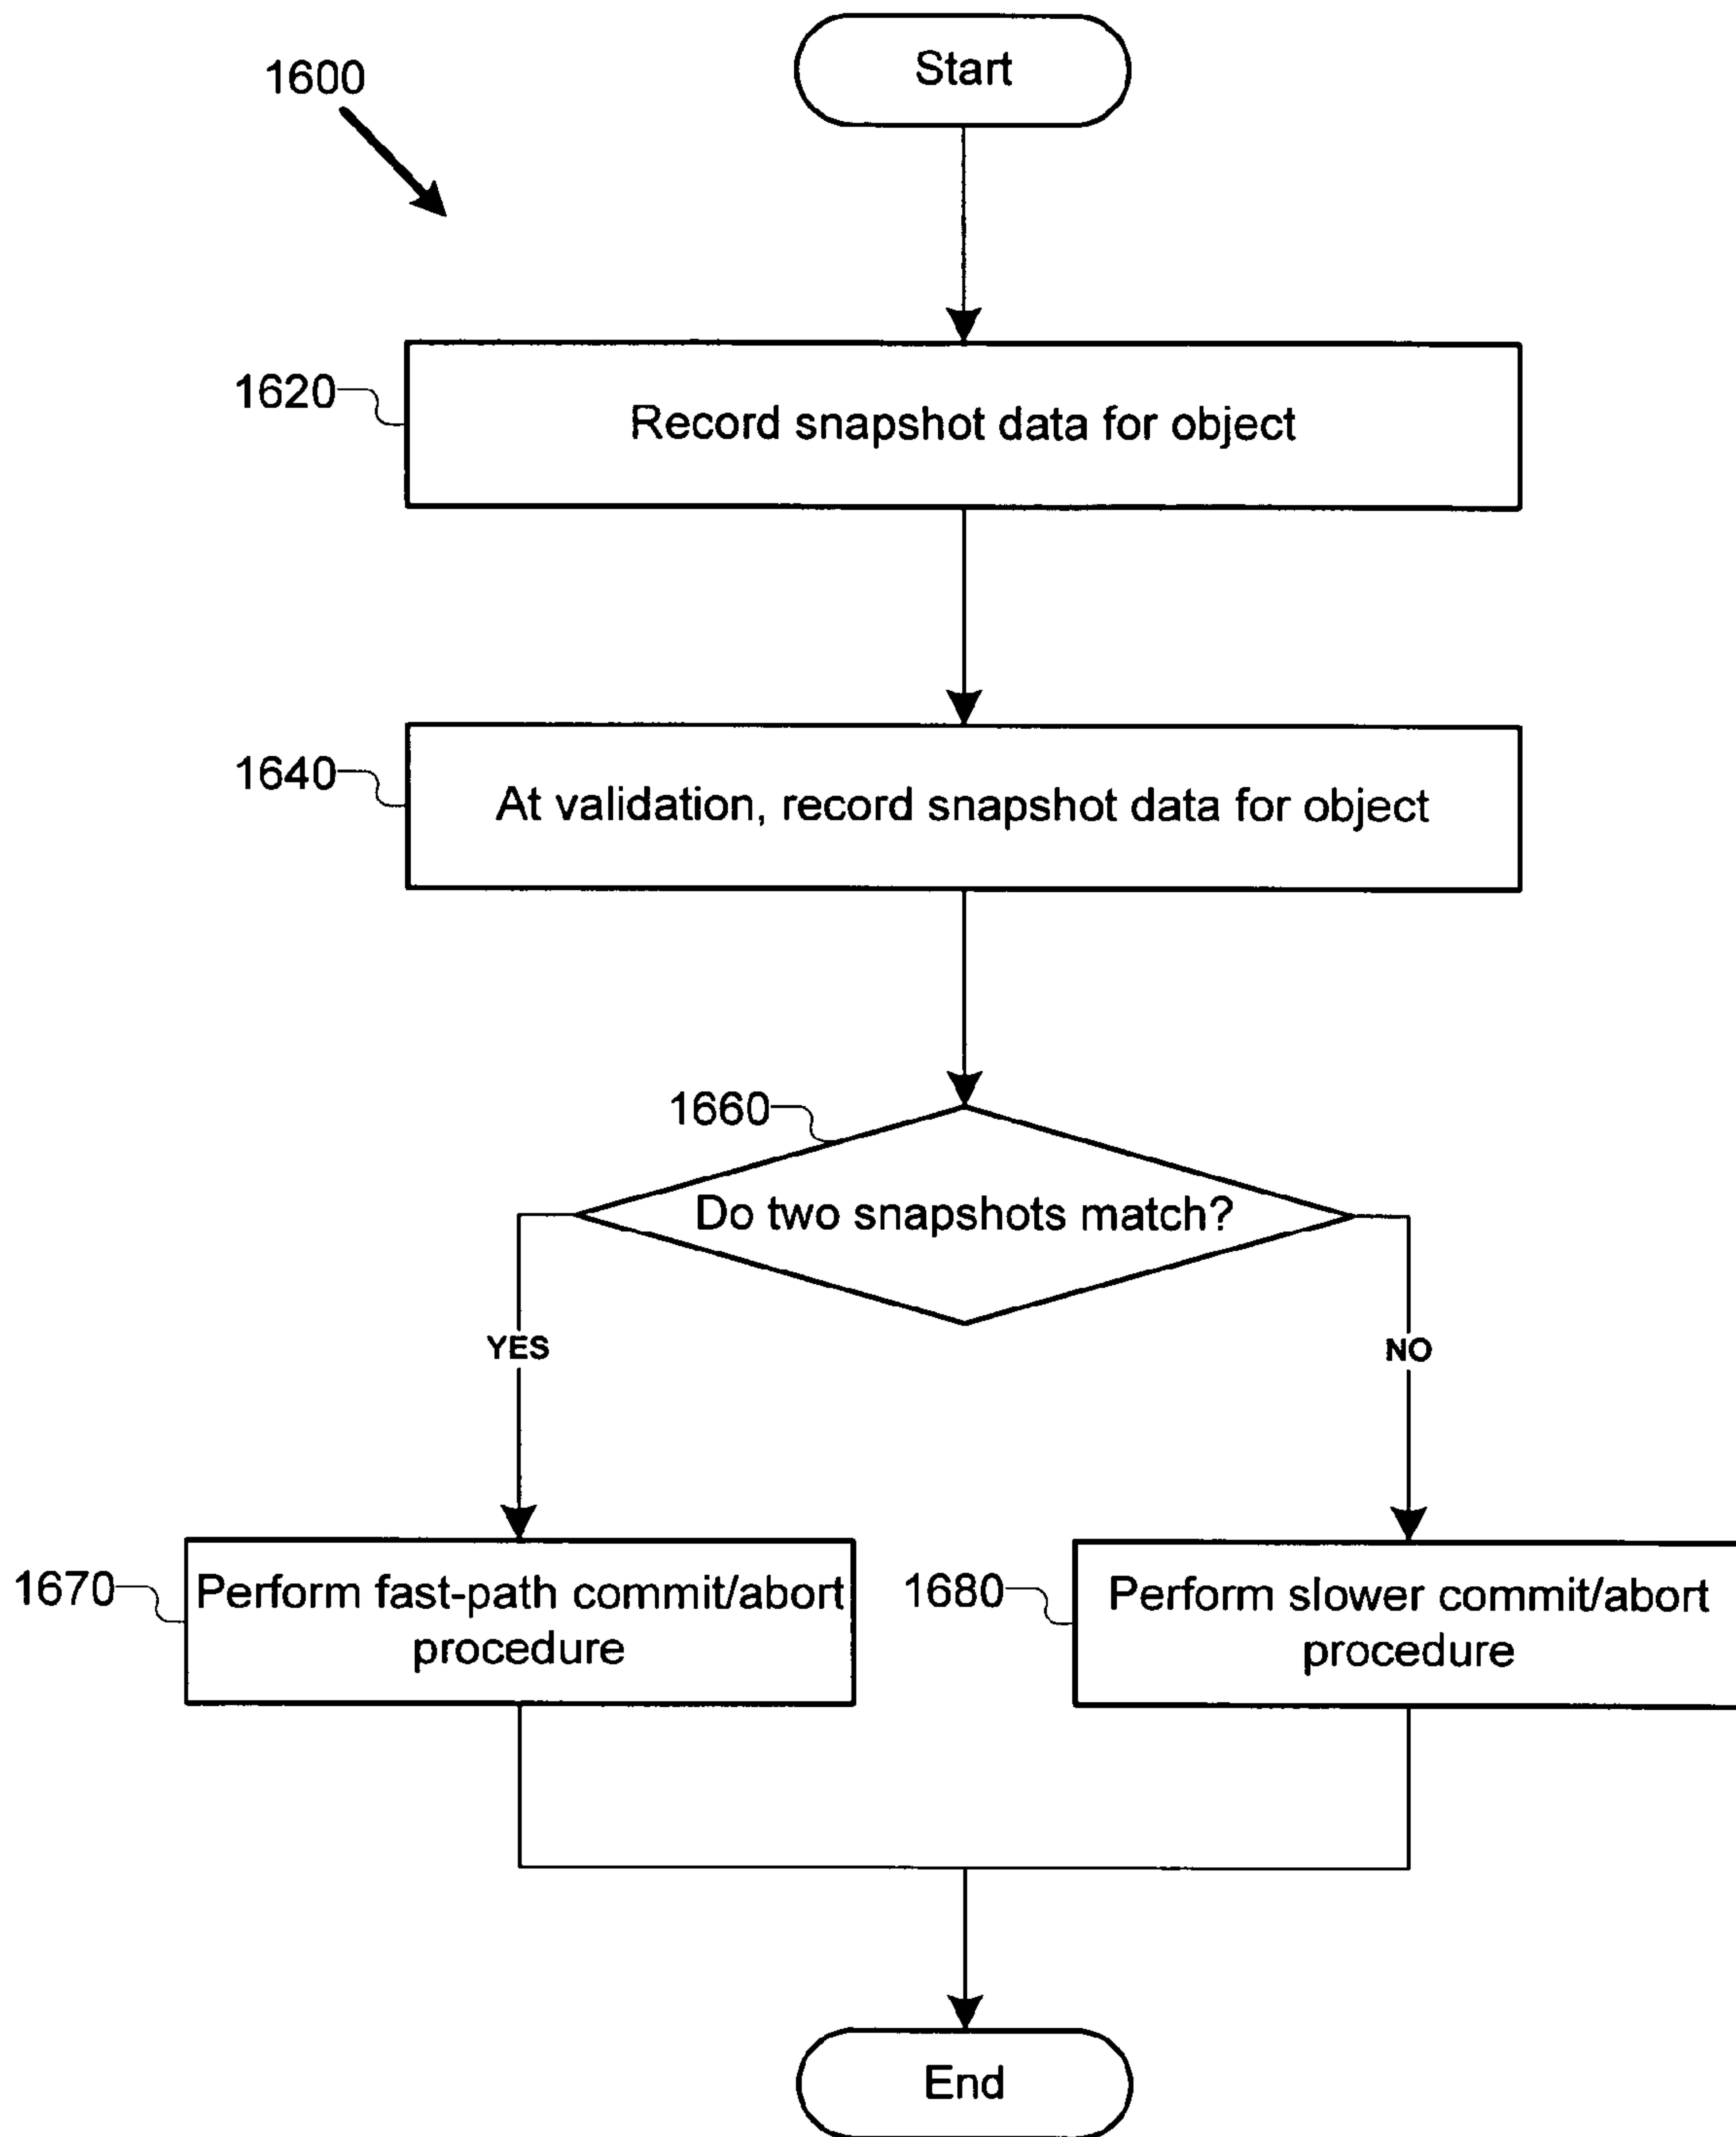 Start
1600
1620
Record snapshot data for object
1640
At validation, record snapshot data for object
1660
Do two snapshots match?
YES
NO
1670
Perform fast-path commit/abort
procedure
1680
Perform slower commit/abort
procedure
End